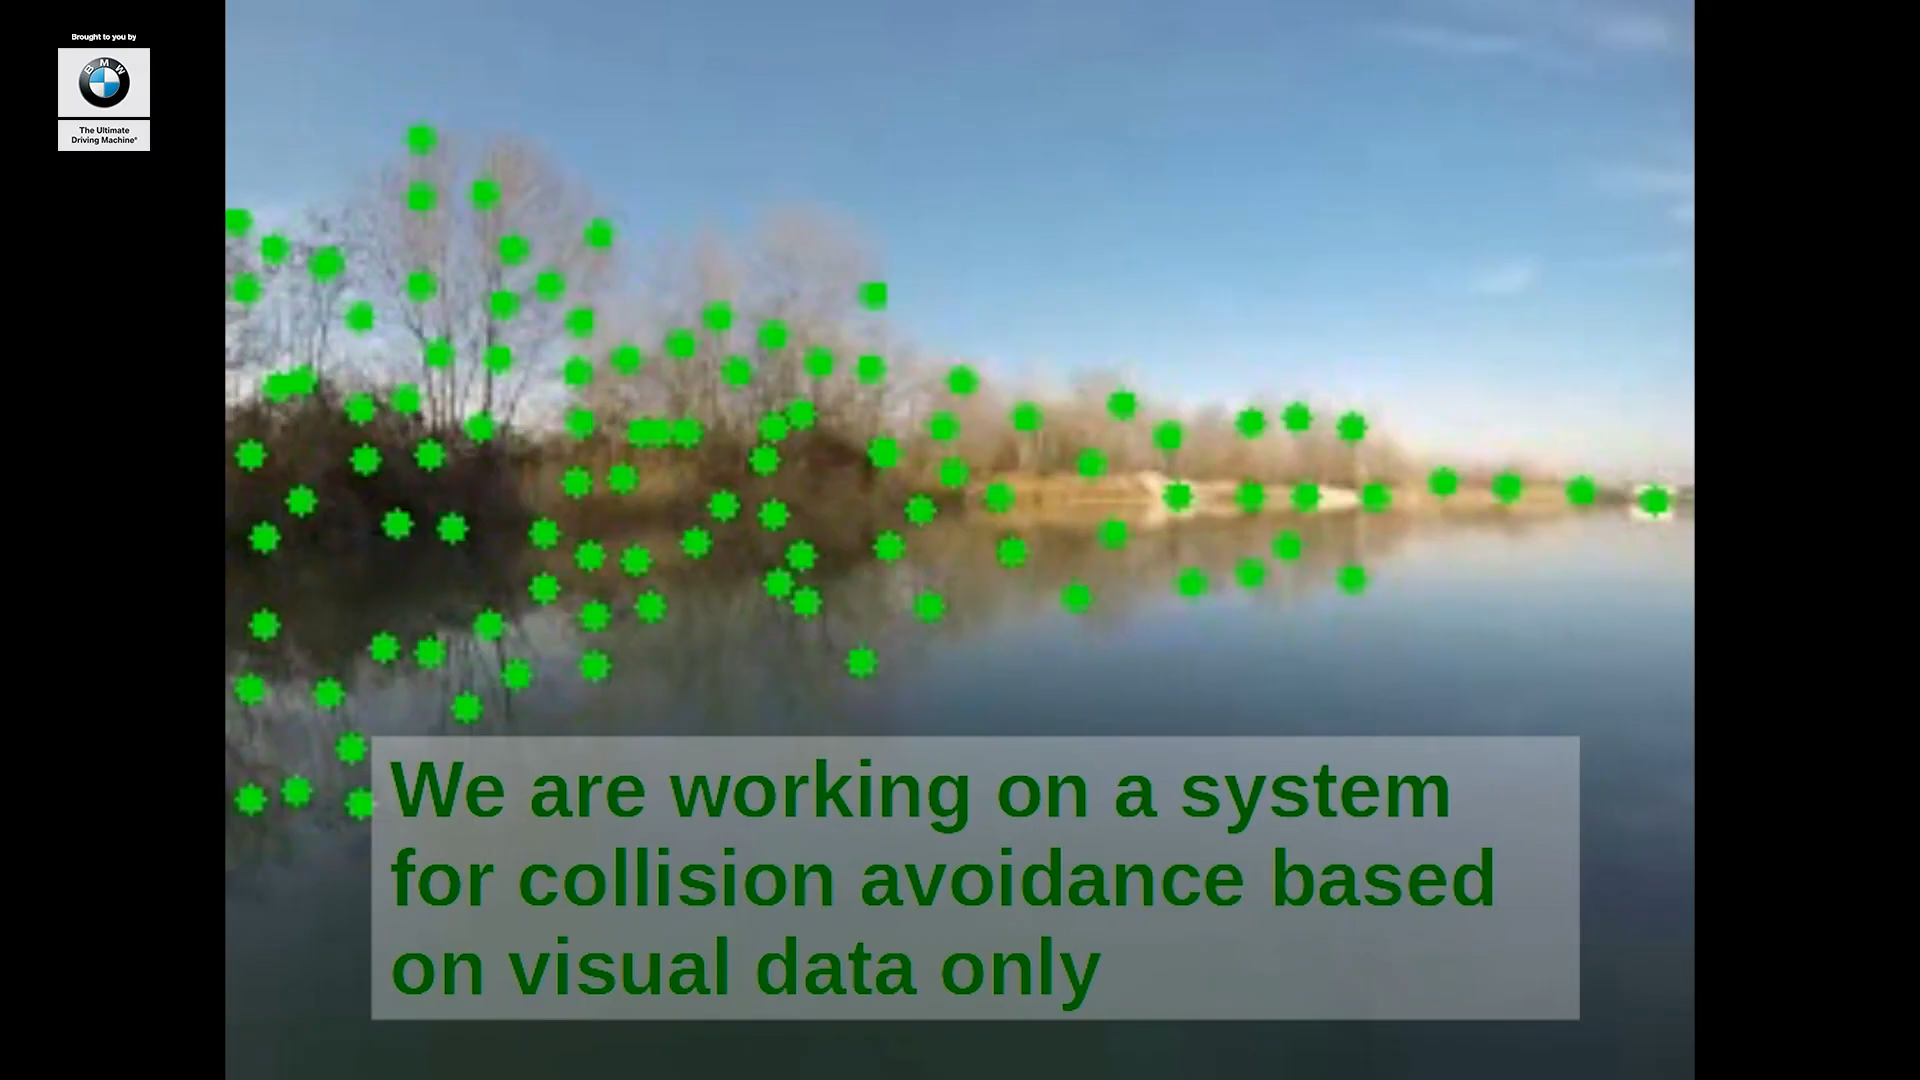 Brought to you by
BMW
The Ultimate
Driving Machine®
We are working on a system
for collision avoidance based
on visual data only